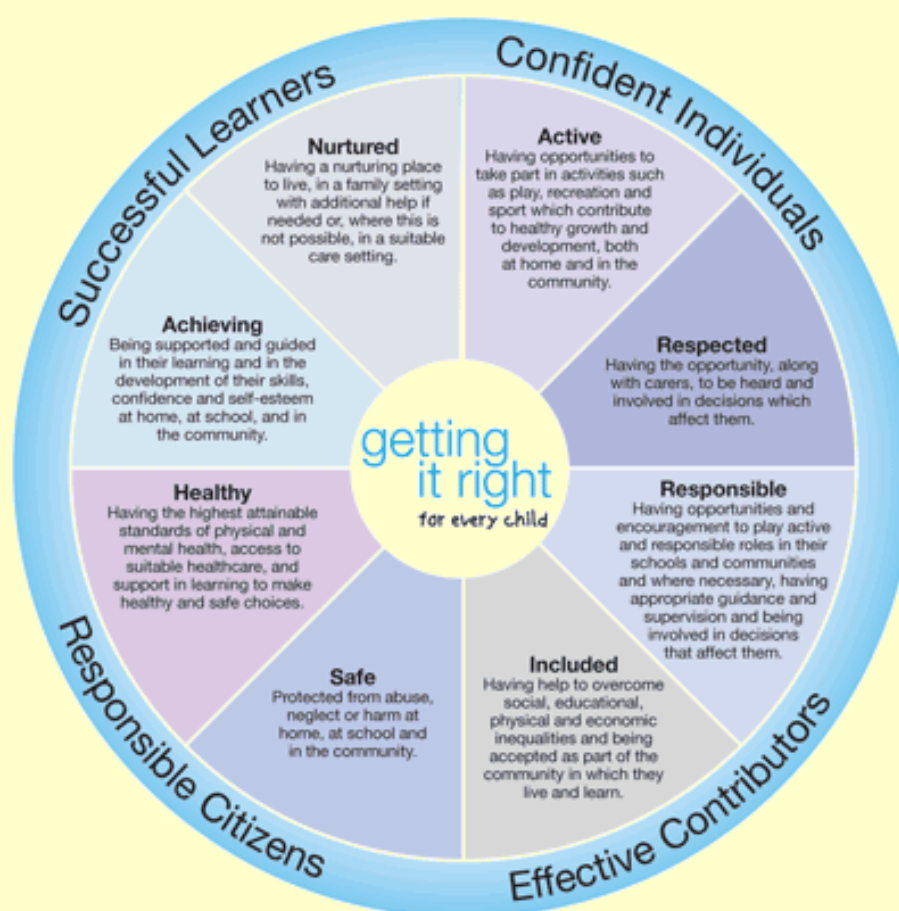 Successful Learners
Confident Individuals
Nurtured
Having a nurturing place
to live, in a family setting
with additional help if
needed or, where this is
not possible, in a suitable
care setting.
Active
Having opportunities to
take part in activities such
as play, recreation and
sport which contribute
to healthy growth and
development, both
at home and in the
community.
Achieving
Being supported and guided
in their learning and in the
development of their skills,
confidence and self-esteem
at home, at school, and in
the community.
Respected
Having the opportunity, along
with carers, to be heard and
involved in decisions which
affect them.
getting
it right
for every child
Healthy
Having the highest attainable
standards of physical and
mental health, access to
suitable healthcare, and
support in learning to make
healthy and safe choices.
Responsible
Having opportunities and
encouragement to play active
and responsible roles in their
schools and communities
and where necessary, having
appropriate guidance and
supervision and being
involved in decisions
that affect them.
Safe
Protected from abuse,
neglect or harm at
home, at school and
in the community.
Included
Having help to overcome
social, educational,
physical and economic
inequalities and being
accepted as part of the
community in which they
live and learn.
Responsible Citizens
Effective Contributors